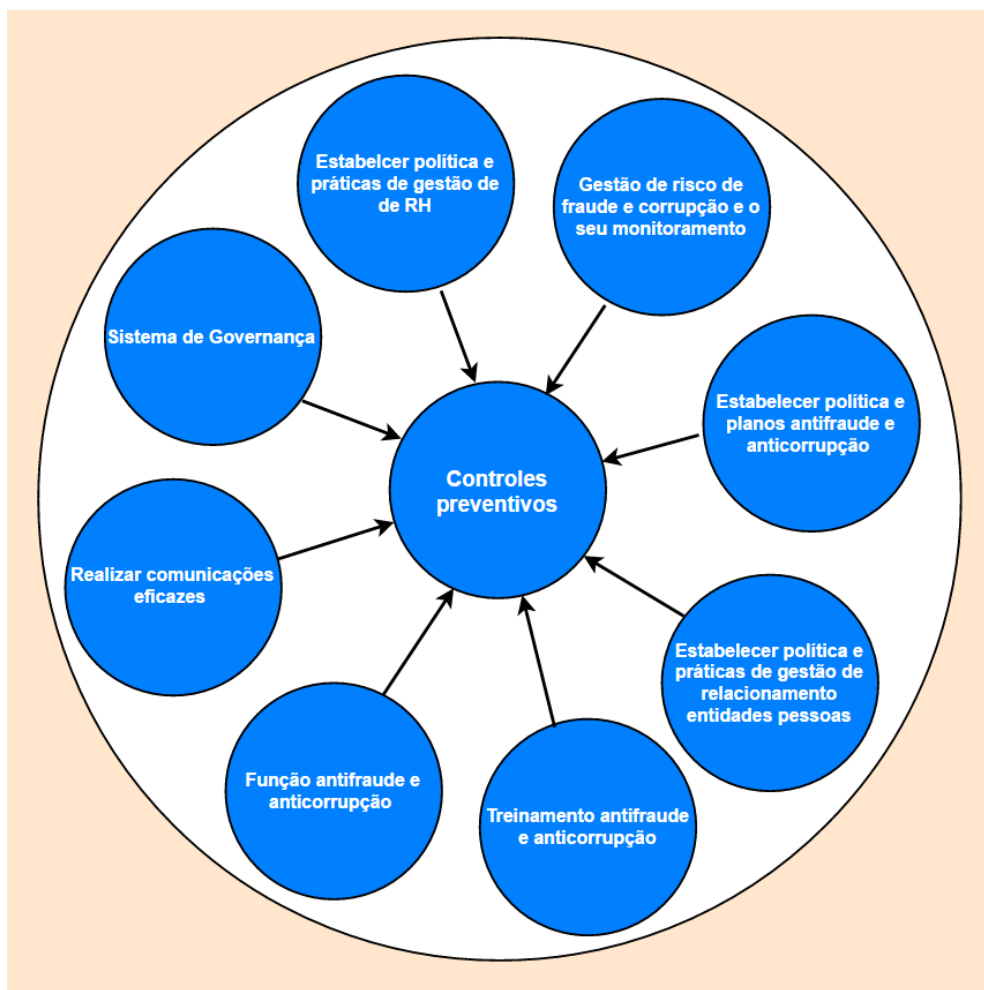 Estabelcer política e
práticas de gestão de
de RH
Gestão de risco de
fraude e corrupção e o
seu monitoramento
Sistema de Governança
Estabelecer política e
planos antifraude e
anticorrupção
Controles
preventivos
Realizar comunicações
eficazes
Estabelecer política e
práticas de gestão de
relacionamento
entidades pessoas
Função antifraude e
anticorrupção
Treinamento antifraude
e anticorrupção